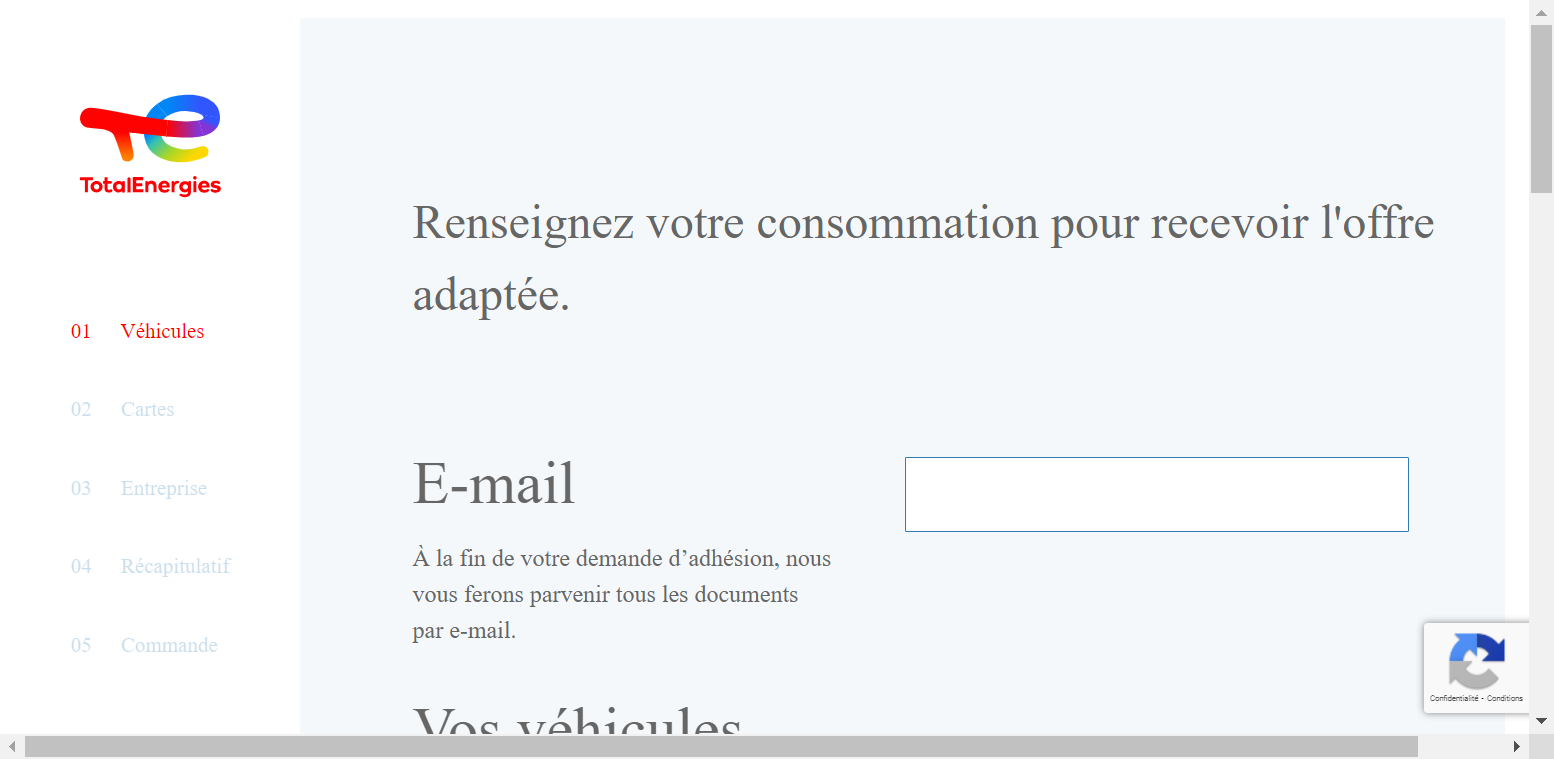 TotalEnergies
01 Véhicules
02 Cartes
03 Entreprise
04 Récapitulatif
05 Commande
Renseignez votre consommation pour recevoir l'offre
adaptée.
E-mail
À la fin de votre demande d’adhésion, nous
vous ferons parvenir tous les documents
par e-mail.
Vos véhicules
Confidentialité - Conditions